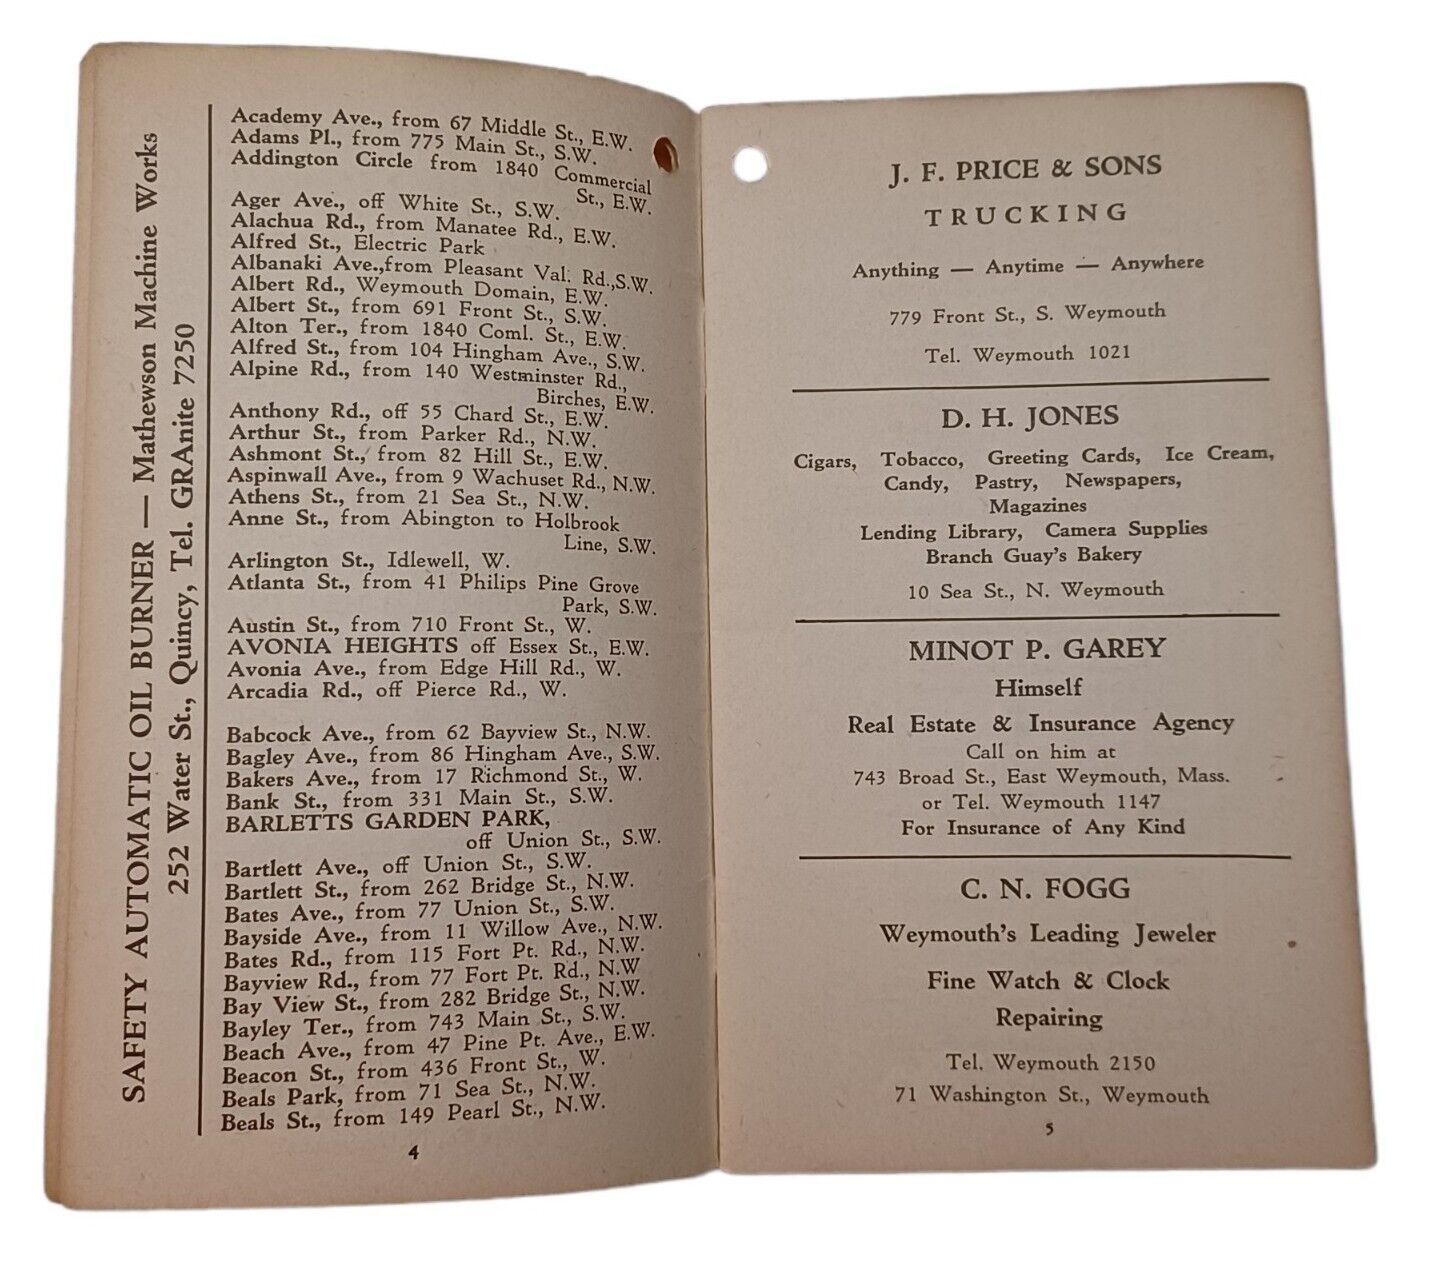 SAFETY AUTOMATIC OIL BURNER — Mathewson Machine Works
252 Water St., Quincy, Tel. GRAnite 7250
Academy Ave., from 67 Middle St., E.W.
Adams Pl., from 775 Main St., S.W.
Addington Circle from 1840 Commercial
St., E.W.
Ager Ave., off White St., S.W.
Alachua Rd., from Manatee Rd., E.W.
Alfred St., Electric Park
Albanaki Ave.,from Pleasant Val. Rd.,S.W.
Albert Rd., Weymouth Domain, E.W.
Albert St., from 691 Front St., S.W.
Alton Ter., from 1840 Coml. St., E.W.
Alfred St., from 104 Hingham Ave., S.W.
Alpine Rd., from 140 Westminster Rd.,
Birches, E.W.
Anthony Rd., off 55 Chard St., E.W.
Arthur St., from Parker Rd., N.W.
Ashmont St., from 82 Hill St., E.W.
Aspinwall Ave., from 9 Wachuset Rd., N.W.
Athens St., from 21 Sea St., N.W.
Anne St., from Abington to Holbrook
Line, S.W.
Arlington St., Idlewell, W.
Atlanta St., from 41 Philips Pine Grove
Park, S.W.
Austin St., from 710 Front St., W.
AVONIA HEIGHTS off Essex St., E.W.
Avonia Ave., from Edge Hill Rd., W.
Arcadia Rd., off Pierce Rd., W.
Babcock Ave., from 62 Bayview St., N.W.
Bagley Ave., from 86 Hingham Ave., S.W.
Bakers Ave., from 17 Richmond St., W.
Bank St., from 331 Main St., S.W.
BARLETTS GARDEN PARK,
off Union St., S.W.
Bartlett Ave., off Union St., S.W.
Bartlett St., from 262 Bridge St., N.W.
Bates Ave., from 77 Union St., S.W.
Bayside Ave., from 11 Willow Ave., N.W.
Bates Rd., from 115 Fort Pt. Rd., N.W.
Bayview Rd., from 77 Fort Pt. Rd., N.W
Bay View St., from 282 Bridge St., N.W.
Bayley Ter., from 743 Main St., S.W.
Beach Ave., from 47 Pine Pt. Ave., E.W.
Beacon St., from 436 Front St., W.
Beals Park, from 71 Sea St., N.W.
Beals St., from 149 Pearl St., N.W.
4
J. F. PRICE & SONS
TRUCKING
Anything — Anytime — Anywhere
779 Front St., S. Weymouth
Tel. Weymouth 1021
D. H. JONES
Cigars, Tobacco, Greeting Cards, Ice Cream,
Candy, Pastry, Newspapers,
Magazines
Lending Library, Camera Supplies
Branch Guay's Bakery
10 Sea St., N. Weymouth
MINOT P. GAREY
Himself
Real Estate & Insurance Agency
Call on him at
743 Broad St., East Weymouth, Mass.
or Tel. Weymouth 1147
For Insurance of Any Kind
C. N. FOGG
Weymouth's Leading Jeweler
Fine Watch & Clock
Repairing
Tel. Weymouth 2150
71 Washington St., Weymouth
5